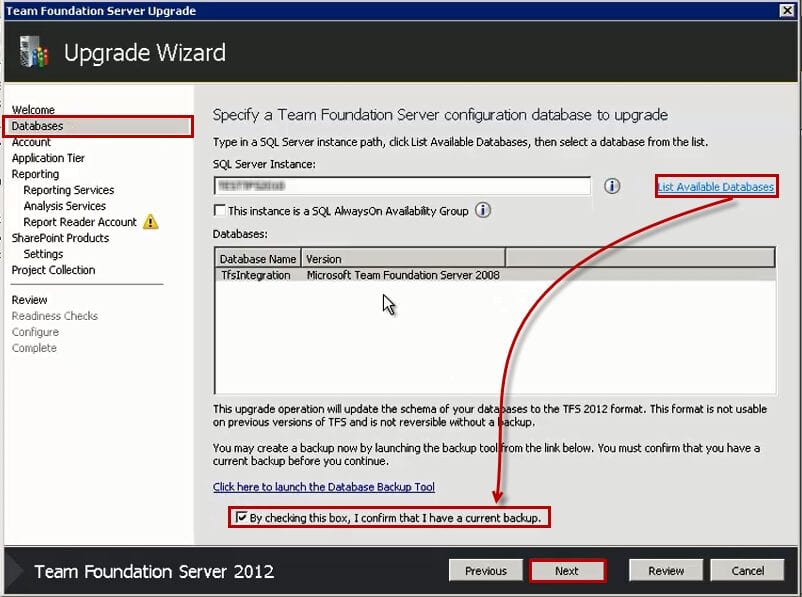 Team Foundation Server Upgrade
Upgrade Wizard
Welcome
Databases
Account
Application Tier
Reporting
Reporting Services
Analysis Services
Report Reader Account
SharePoint Products
Settings
Project Collection
Review
Readiness Checks
Configure
Complete
Specify a Team Foundation Server configuration database to upgrade
Type in a SQL Server instance path, click List Available Databases, then select a database from the list.
SQL Server Instance:
List Available Databases
This instance is a SQL AlwaysOn Availability Group
Databases:
Database Name Version
TfsIntegration Microsoft Team Foundation Server 2008
This upgrade operation will update the schema of your databases to the TFS 2012 format. This format is not usable
on previous versions of TFS and is not reversible without a backup.
You may create a backup now by launching the backup tool from the link below. You must confirm that you have a
current backup before you continue.
Click here to launch the Database Backup Tool
By checking this box, I confirm that I have a current backup.
Team Foundation Server 2012
Previous Next Review Cancel